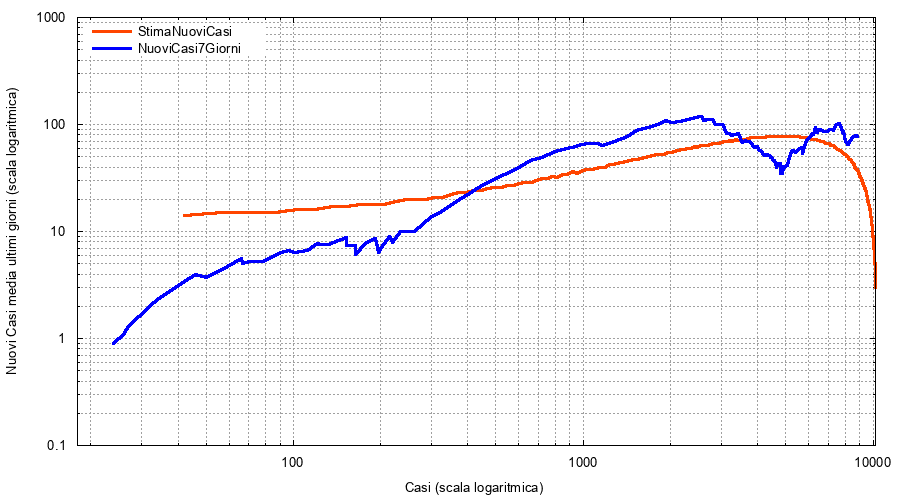 1000
StimaNuoviCasi
NuoviCasi7Giorni
100
10
1
0.1
Nuovi Casi media ultimi giorni (scala logaritmica)
100
1000
10000
Casi (scala logaritmica)